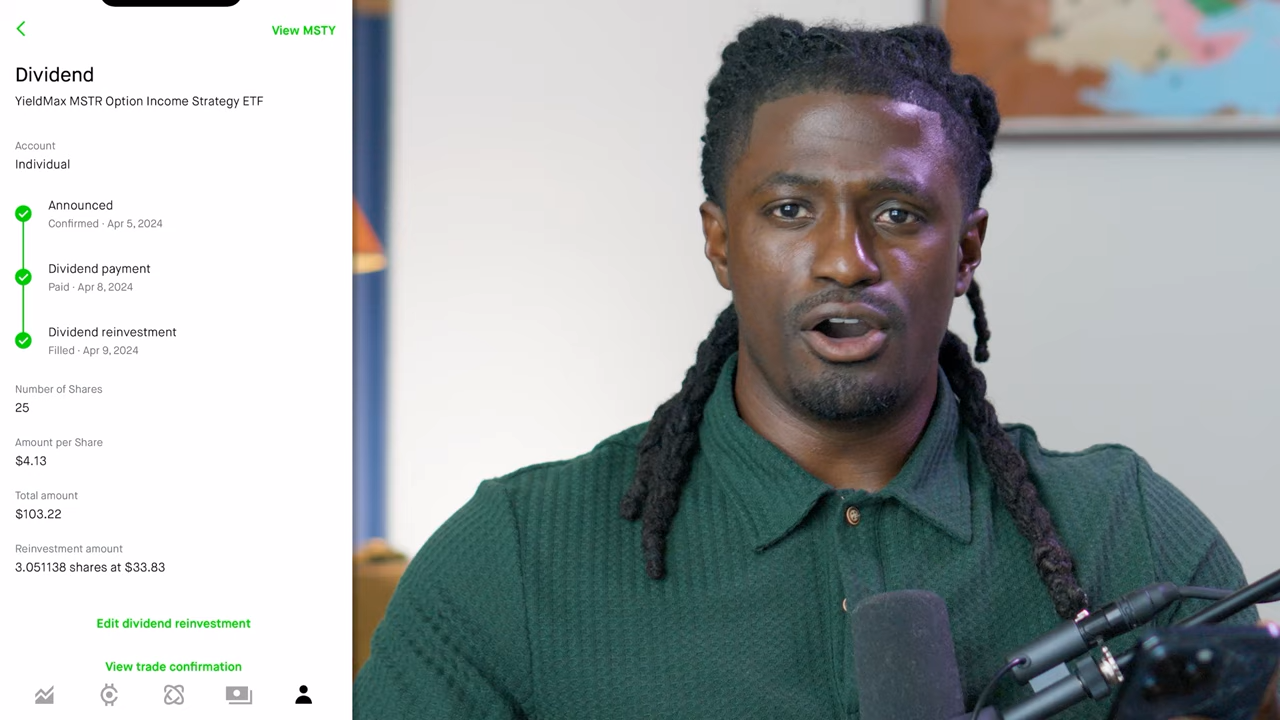 View MSTY
Dividend
YieldMax MSTR Option Income Strategy ETF
Account
Individual
Announced
Confirmed · Apr 5, 2024
Dividend payment
Paid · Apr 8, 2024
Dividend reinvestment
Filled · Apr 9, 2024
Number of Shares
25
Amount per Share
$4.13
Total amount
$103.22
Reinvestment amount
3.051138 shares at $33.83
Edit dividend reinvestment
View trade confirmation